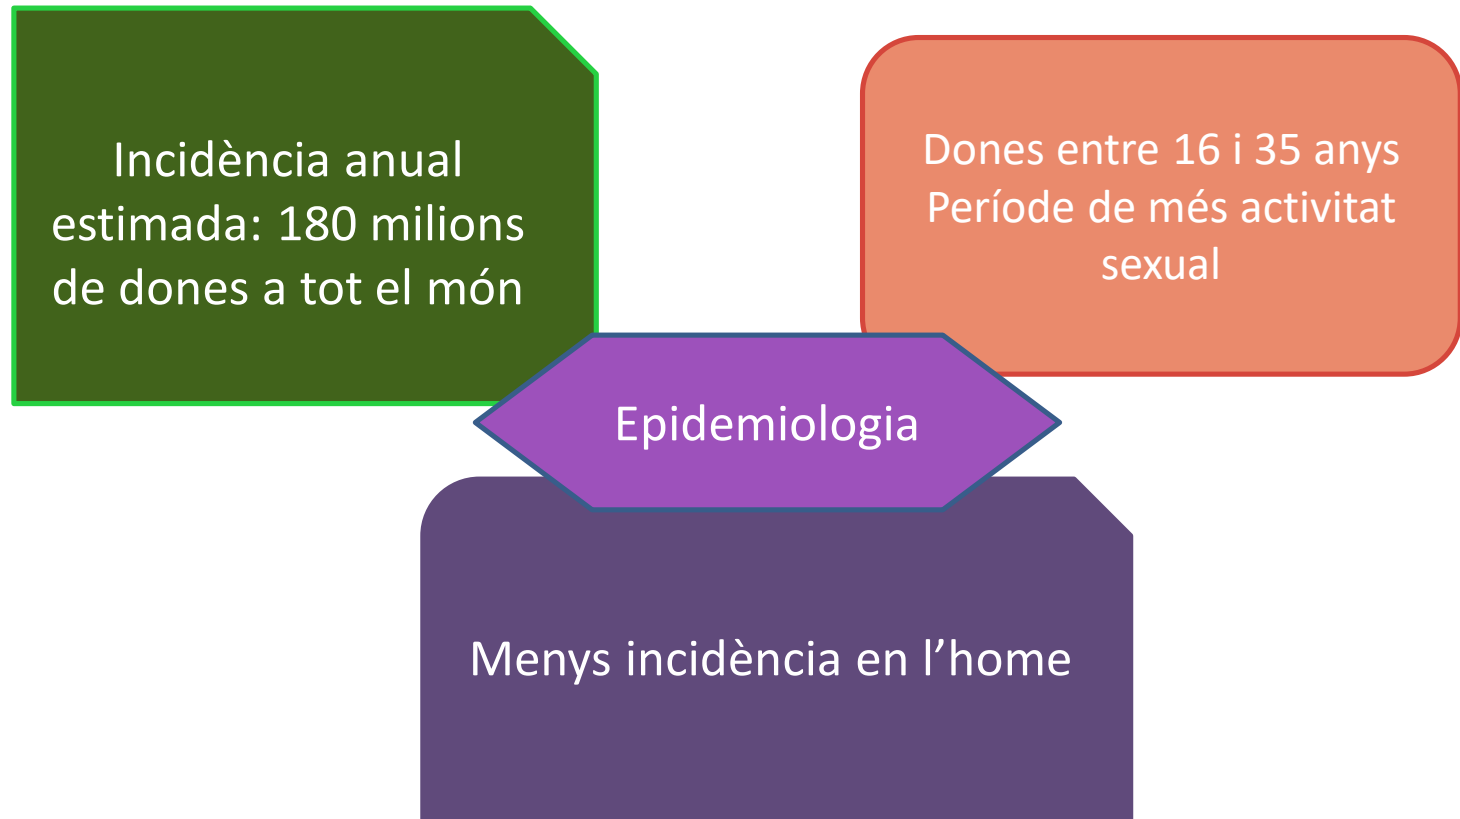 Incidència anual
estimada: 180 milions
de dones a tot el món
Dones entre 16 i 35 anys
Període de més activitat
sexual
Epidemiologia
Menys incidència en l’home